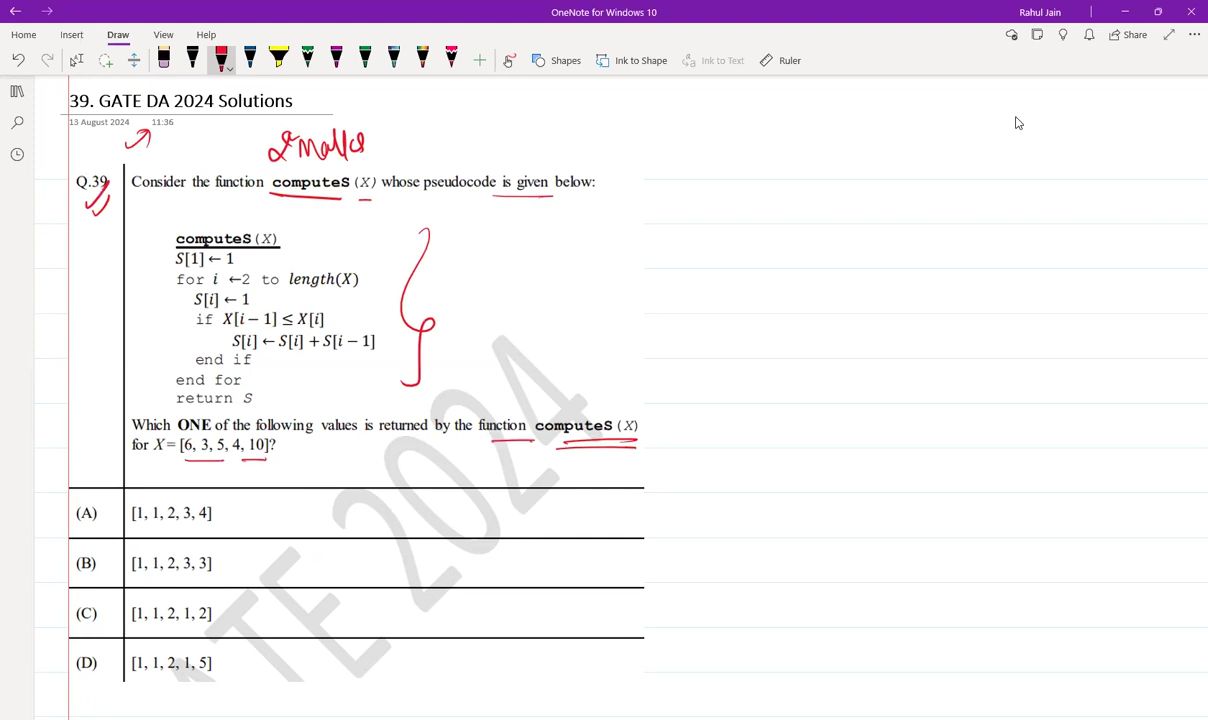 OneNote for Windows 10
Rahul Jain
Home Insert Draw View Help
Share
Shapes Ink to Shape Ink to Text Ruler
39. GATE DA 2024 Solutions
13 August 2024 11:36
2 Marks
Q.39 Consider the function computeS (X) whose pseudocode is given below:
computeS (X)
S[1] ← 1
for i ←2 to length(X)
S[i] ← 1
if X[i − 1] ≤ X[i]
S[i] ← S[i] + S[i − 1]
end if
end for
return S
Which ONE of the following values is returned by the function computeS (X)
for X = [6, 3, 5, 4, 10]?
(A) [1, 1, 2, 3, 4]
(B) [1, 1, 2, 3, 3]
(C) [1, 1, 2, 1, 2]
(D) [1, 1, 2, 1, 5]
ATE 2024